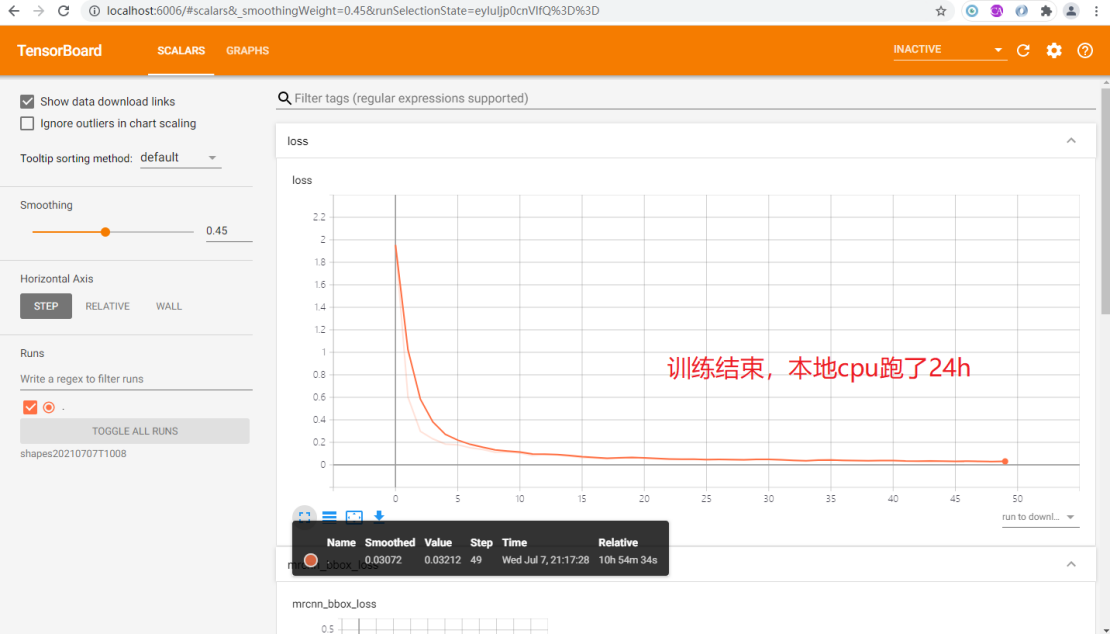 localhost:6006/#scalars&_smoothingWeight=0.45&runSelectionState=eyIuIjp0cnVlfQ%3D%3D
TensorBoard
SCALARS
GRAPHS
INACTIVE
Show data download links
Ignore outliers in chart scaling
Tooltip sorting method: default
Smoothing
0.45
Horizontal Axis
STEP RELATIVE WALL
Runs
Write a regex to filter runs
.
TOGGLE ALL RUNS
shapes20210707T1008
Filter tags (regular expressions supported)
loss
loss
2.2
2
1.8
1.6
1.4
1.2
1
0.8
0.6
0.4
0.2
0
0 5 10 15 20 25 30 35 40 45 50
训练结束，本地cpu跑了24h
run to downl...
Name Smoothed Value Step Time Relative
. 0.03072 0.03212 49 Wed Jul 7, 21:17:28 10h 54m 34s
mrcnn_bbox_loss
mrcnn_bbox_loss
0.5